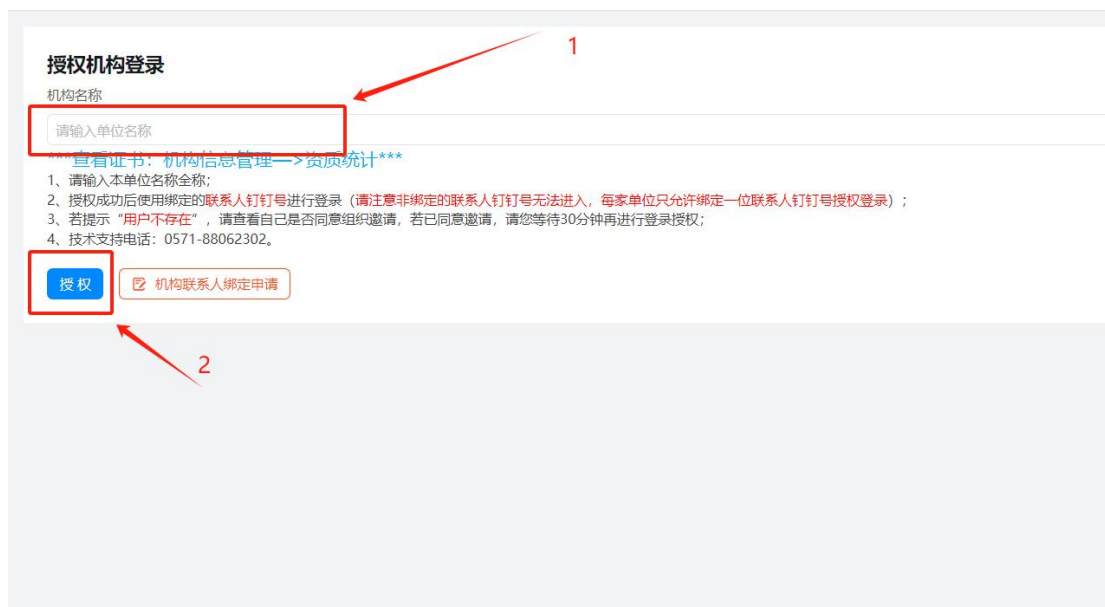 1
授权机构登录
机构名称
请输入单位名称
***查看证书：机构信息管理—>资质统计***
1、请输入本单位名称全称；
2、授权成功后使用绑定的联系人钉钉号进行登录（请注意非绑定的联系人钉钉号无法进入，每家单位只允许绑定一位联系人钉钉号授权登录）；
3、若提示“用户不存在”，请查看自己是否同意组织邀请，若已同意邀请，请您等待30分钟再进行登录授权；
4、技术支持电话：0571-88062302。
授 权 机构联系人绑定申请
2